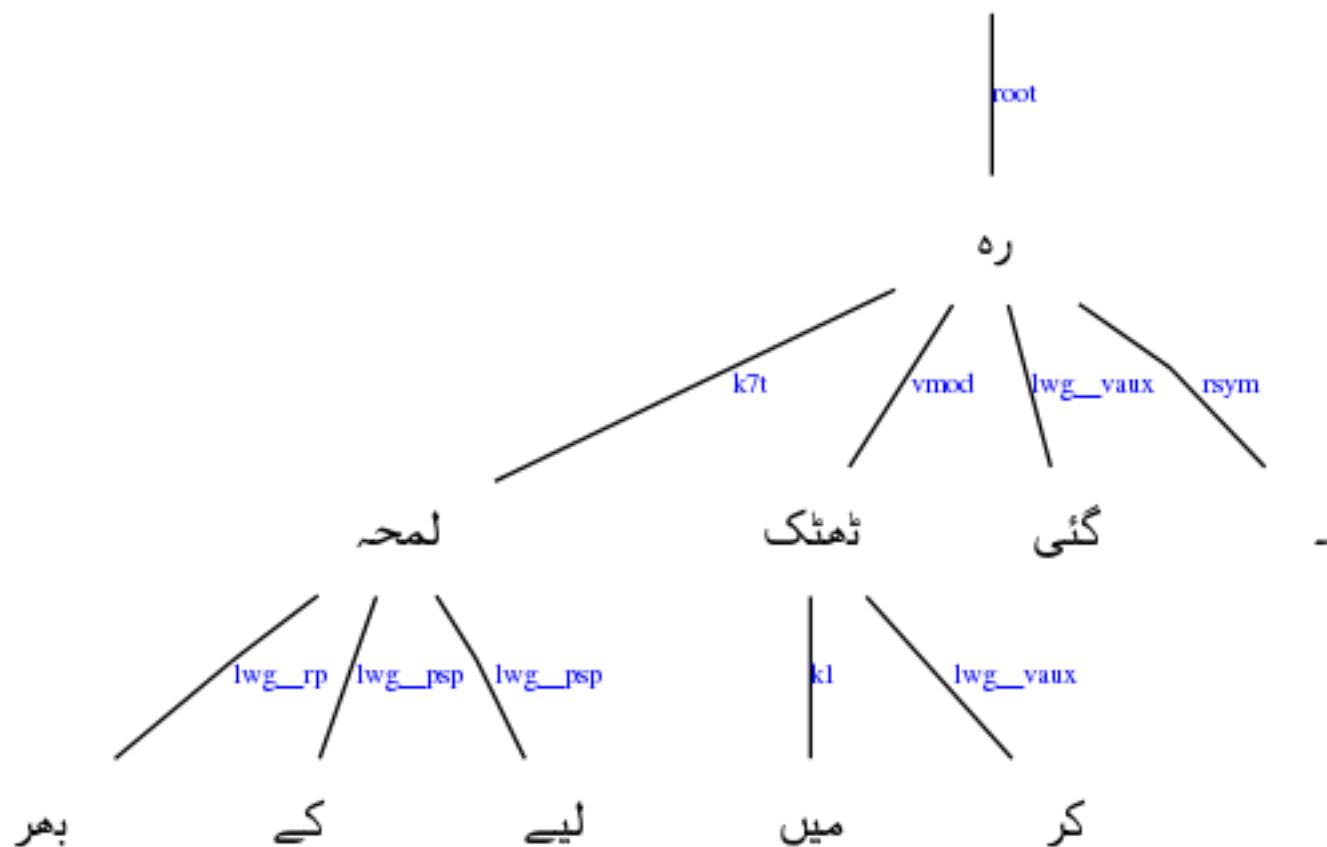 root
رہ
k7t vmod lwg__vaux rsym
لمحہ ٹھٹک گئی ۔
lwg__rp lwg__psp lwg__psp k1 lwg__vaux
بھر کے لیے میں کر